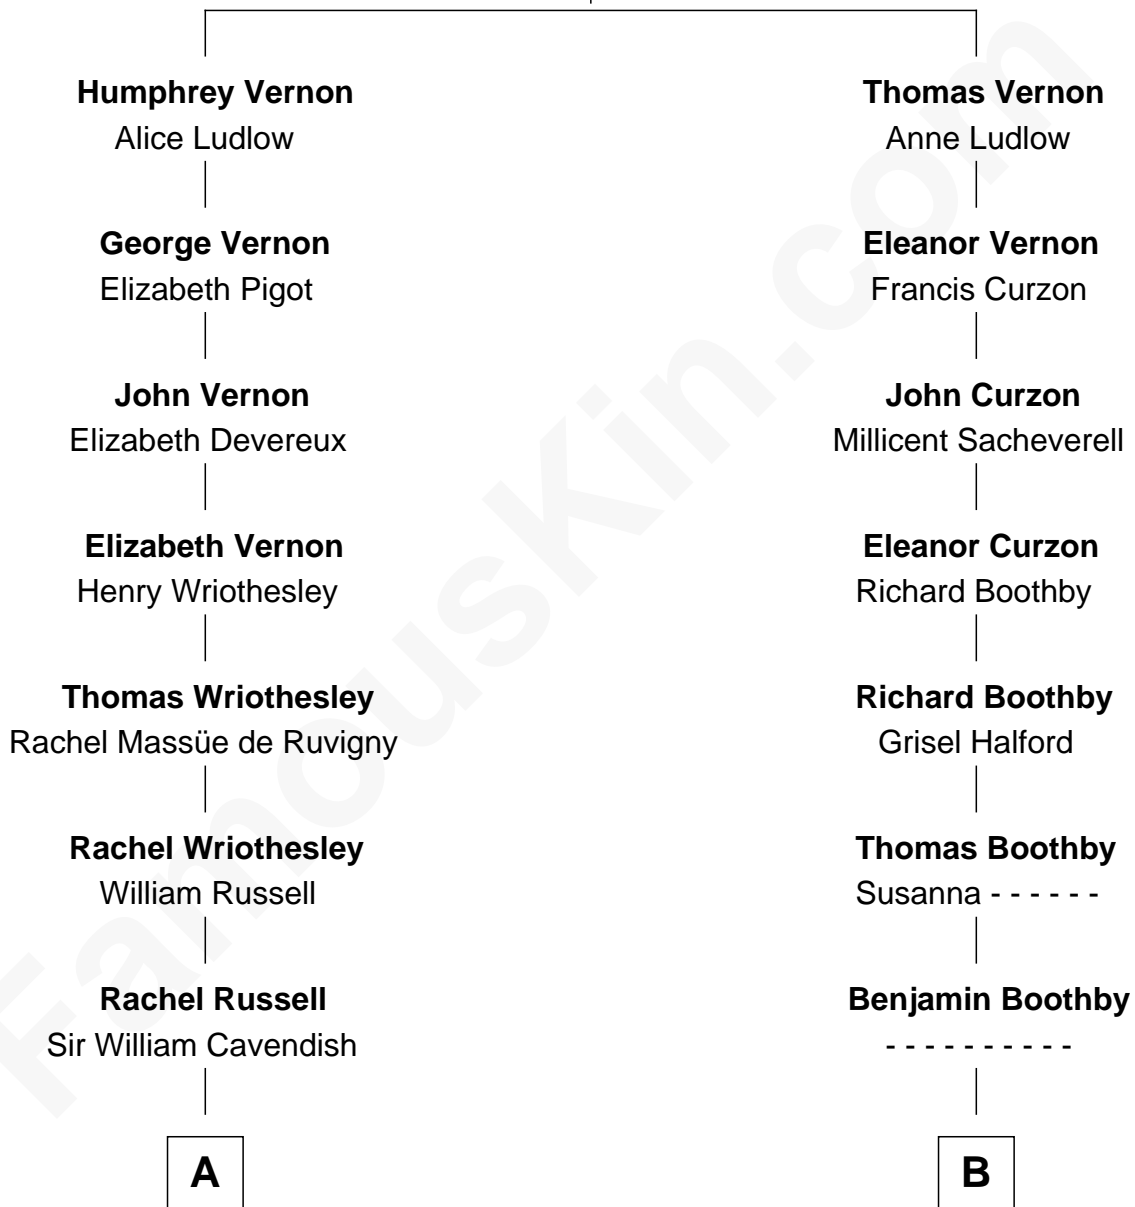 Humphrey Vernon
Alice Ludlow
George Vernon
Elizabeth Pigot
John Vernon
Elizabeth Devereux
Elizabeth Vernon
Henry Wriothesley
Thomas Wriothesley
Rachel Massüe de Ruvigny
Rachel Wriothesley
William Russell
Rachel Russell
Sir William Cavendish
A
Thomas Vernon
Anne Ludlow
Eleanor Vernon
Francis Curzon
John Curzon
Millicent Sacheverell
Eleanor Curzon
Richard Boothby
Richard Boothby
Grisel Halford
Thomas Boothby
Susanna - - - - - -
Benjamin Boothby
- - - - - - - - - -
B
FamousKin.com